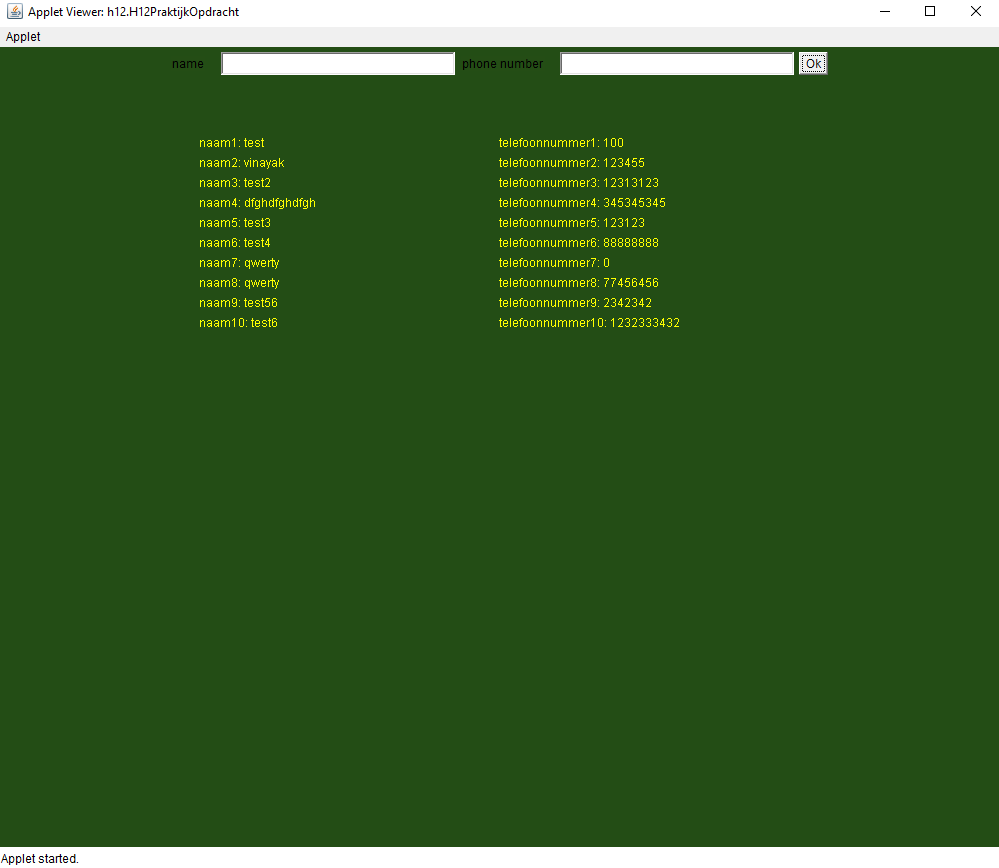 Applet Viewer: h12.H12PraktijkOpdracht
Applet
name phone number Ok
naam1: test telefoonnummer1: 100
naam2: vinayak telefoonnummer2: 123455
naam3: test2 telefoonnummer3: 12313123
naam4: dfghdfghdfgh telefoonnummer4: 345345345
naam5: test3 telefoonnummer5: 123123
naam6: test4 telefoonnummer6: 88888888
naam7: qwerty telefoonnummer7: 0
naam8: qwerty telefoonnummer8: 77456456
naam9: test56 telefoonnummer9: 2342342
naam10: test6 telefoonnummer10: 1232333432
Applet started.